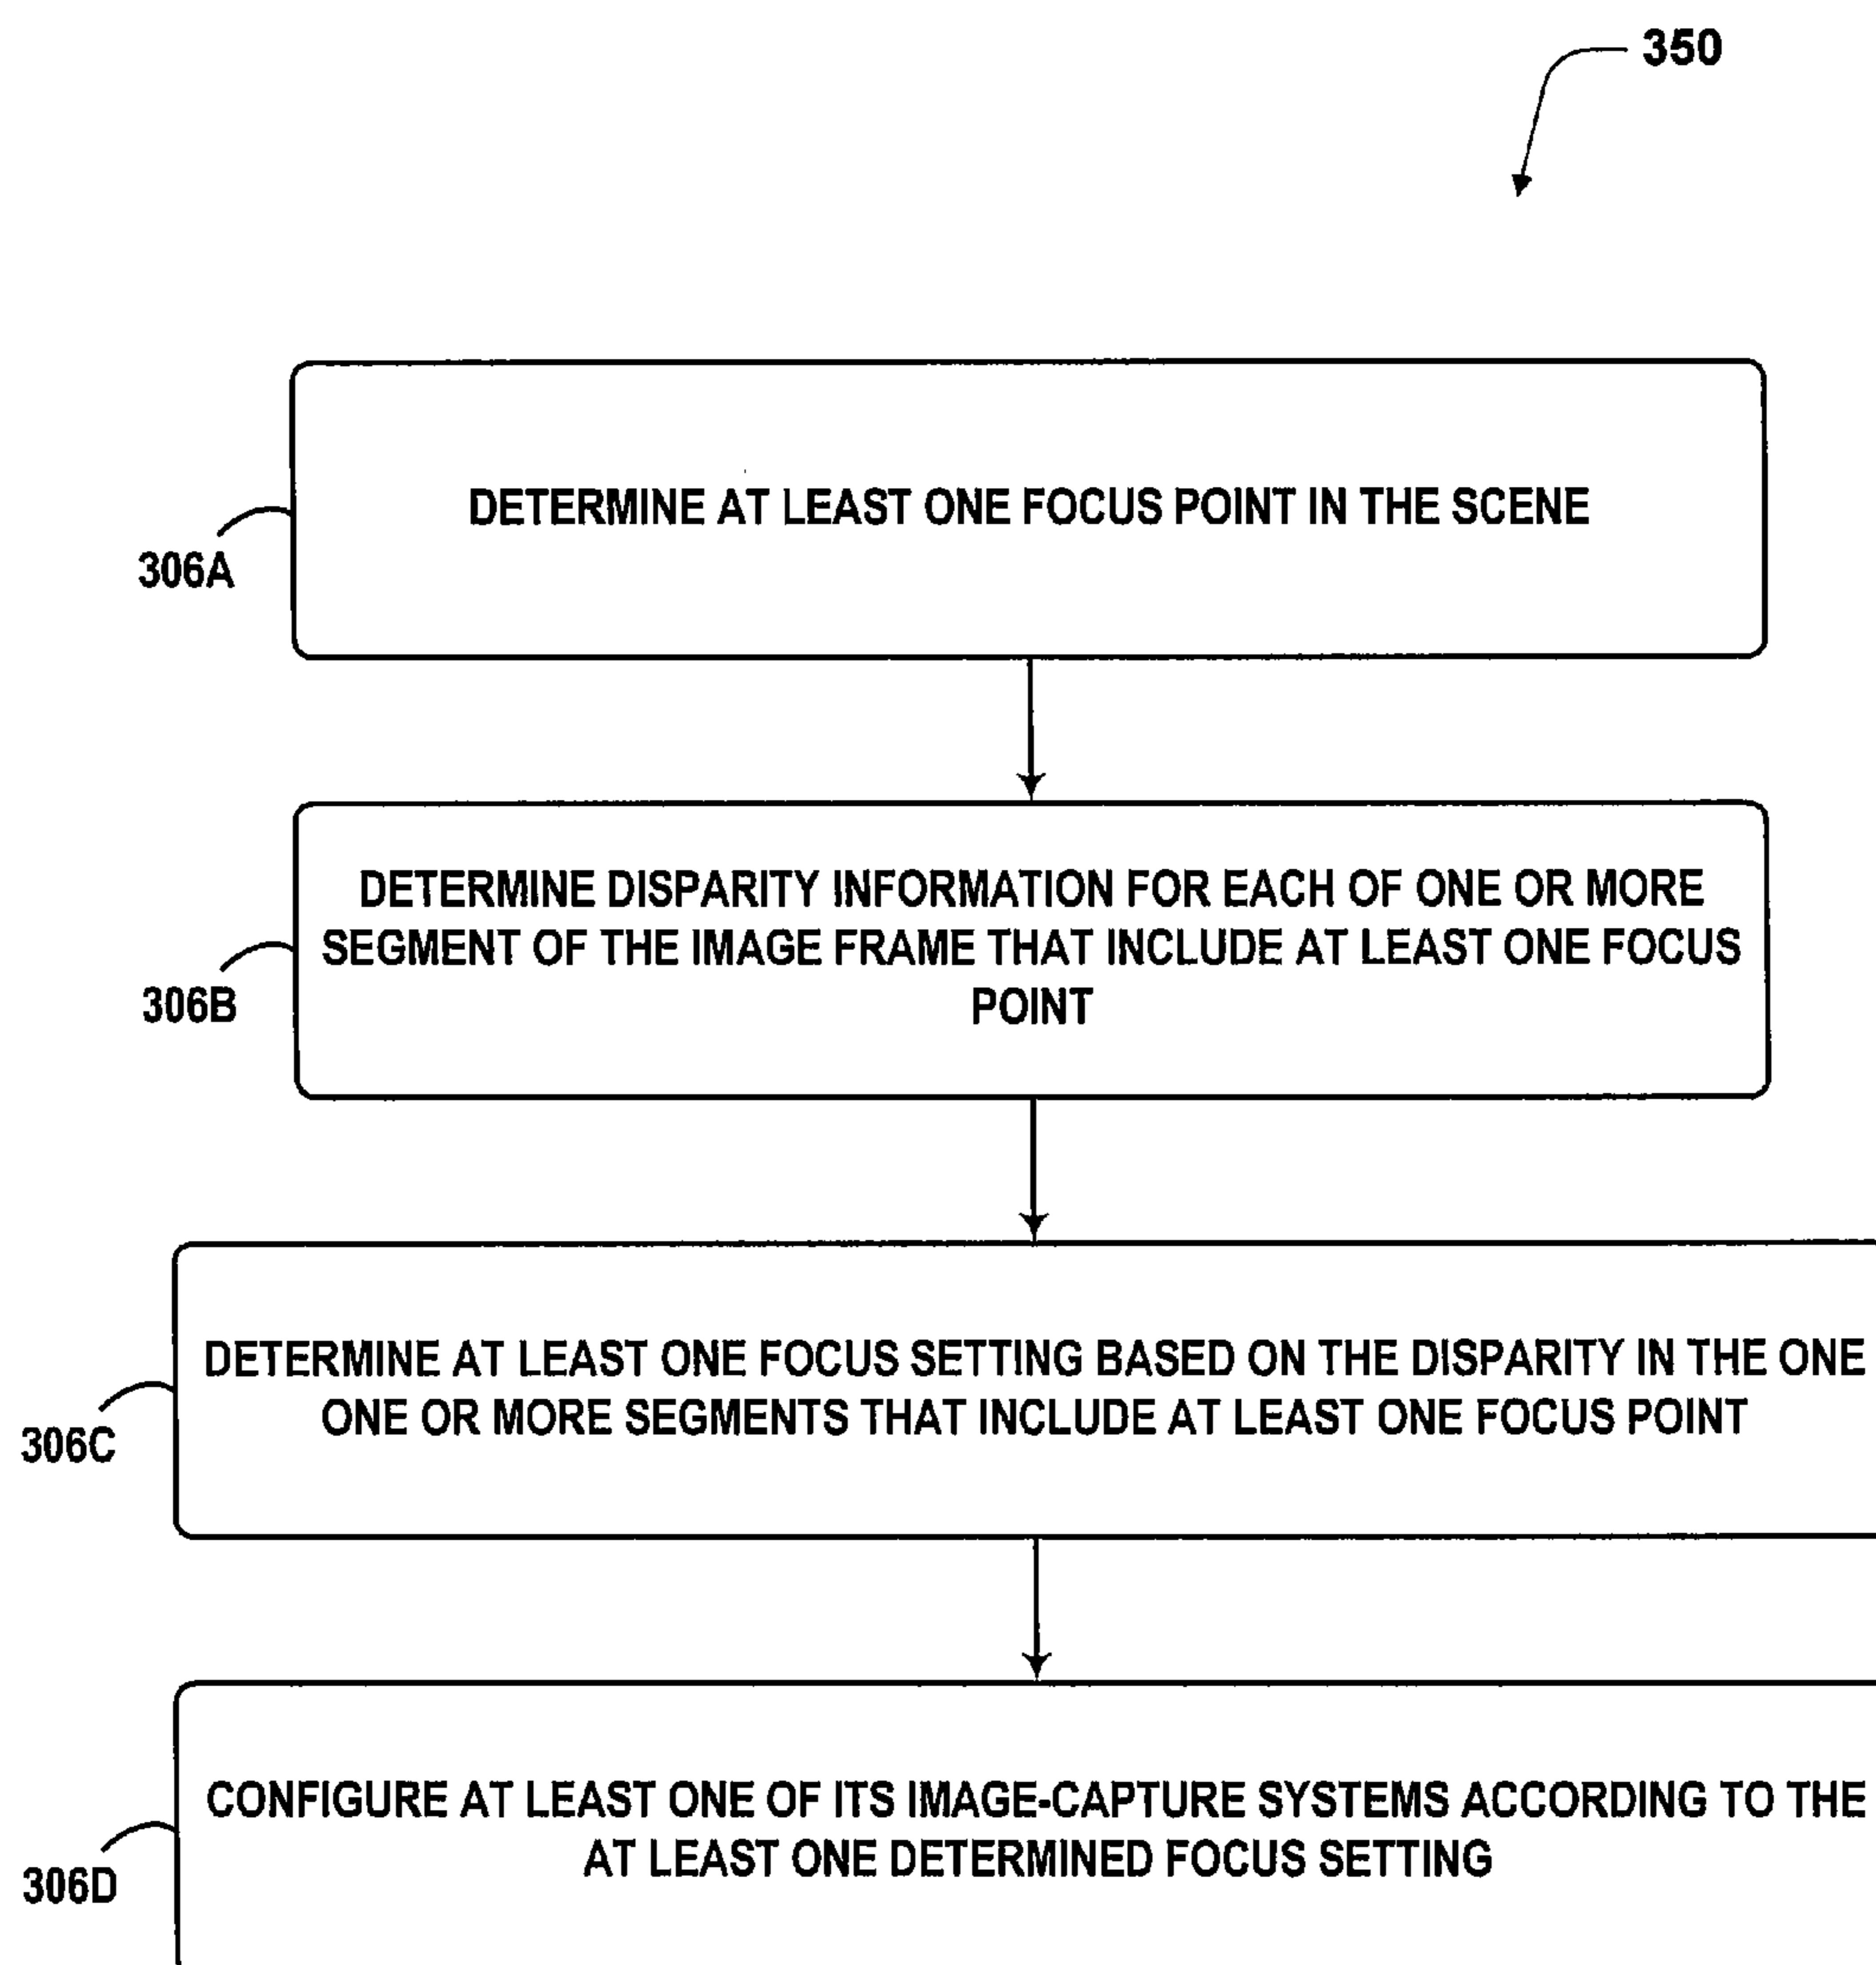 350
DETERMINE AT LEAST ONE FOCUS POINT IN THE SCENE
306A
DETERMINE DISPARITY INFORMATION FOR EACH OF ONE OR MORE
SEGMENT OF THE IMAGE FRAME THAT INCLUDE AT LEAST ONE FOCUS
POINT
306B
DETERMINE AT LEAST ONE FOCUS SETTING BASED ON THE DISPARITY IN THE ONE
ONE OR MORE SEGMENTS THAT INCLUDE AT LEAST ONE FOCUS POINT
306C
CONFIGURE AT LEAST ONE OF ITS IMAGE-CAPTURE SYSTEMS ACCORDING TO THE
AT LEAST ONE DETERMINED FOCUS SETTING
306D